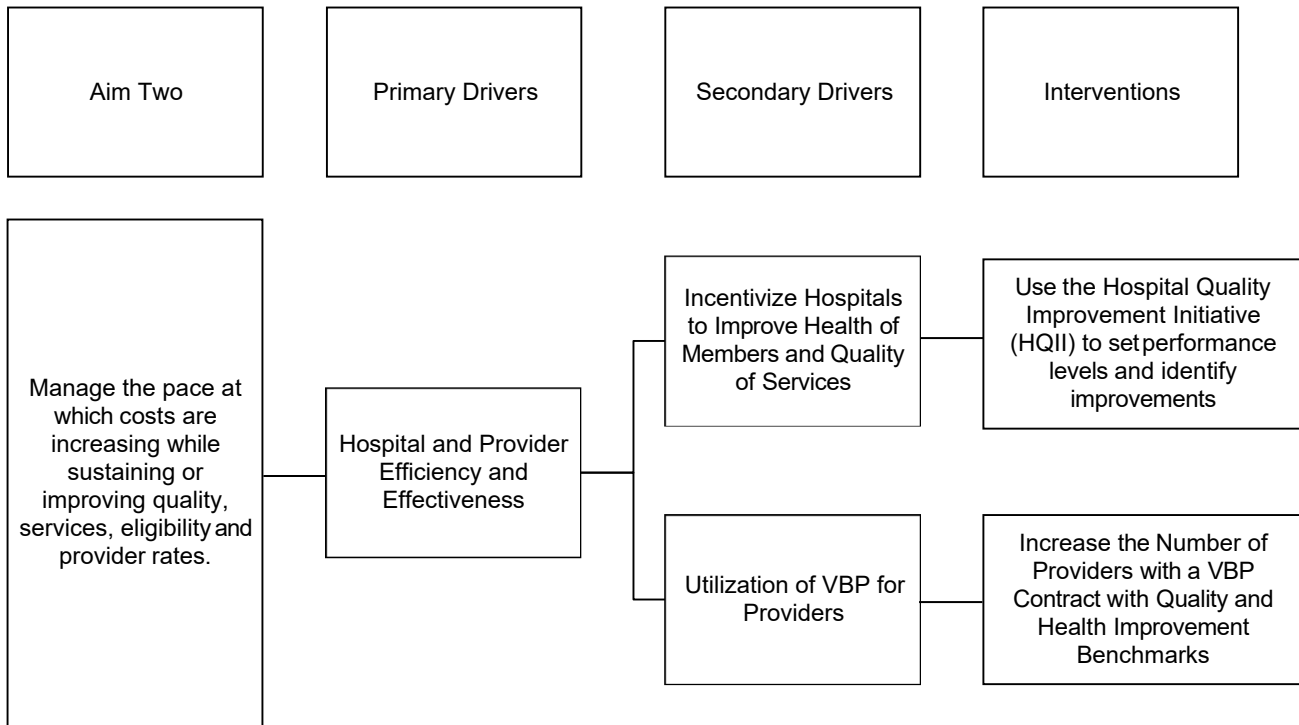 Aim Two
Primary Drivers
Secondary Drivers
Interventions
Manage the pace at
which costs are
increasing while
sustaining or
improving quality,
services, eligibility and
provider rates.
Hospital and Provider
Efficiency and
Effectiveness
Incentivize Hospitals
to Improve Health of
Members and Quality
of Services
Use the Hospital Quality
Improvement Initiative
(HQII) to set performance
levels and identify
improvements
Utilization of VBP for
Providers
Increase the Number of
Providers with a VBP
Contract with Quality and
Health Improvement
Benchmarks